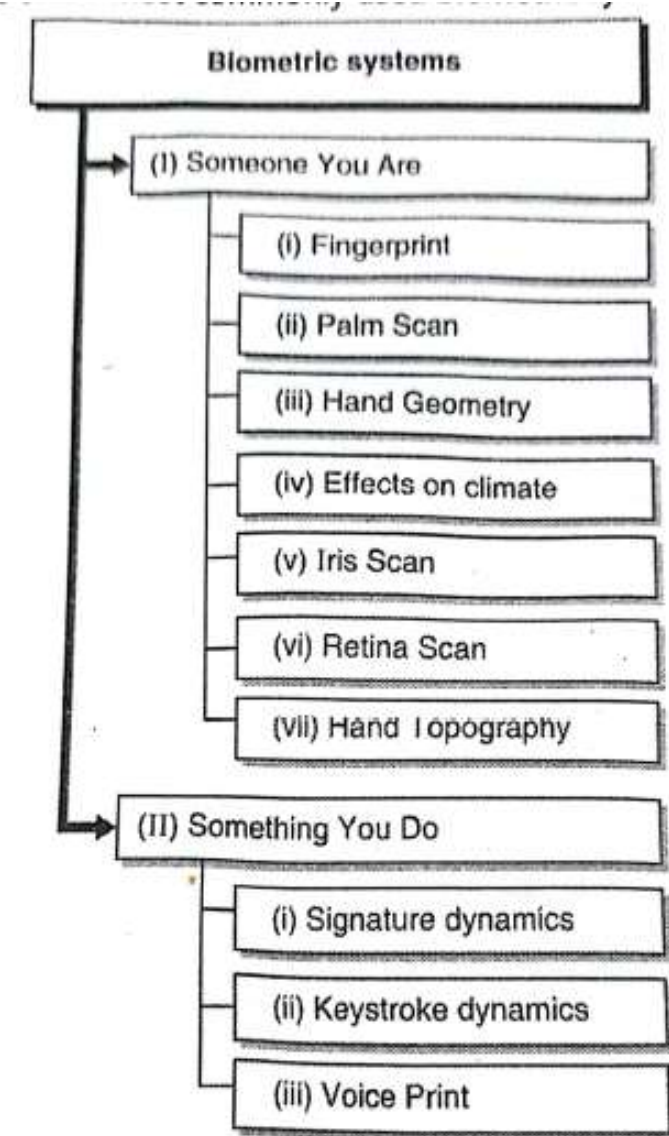 Biometric systems
(I) Someone You Are
(i) Fingerprint
(ii) Palm Scan
(iii) Hand Geometry
(iv) Effects on climate
(v) Iris Scan
(vi) Retina Scan
(vii) Hand Topography
(II) Something You Do
(i) Signature dynamics
(ii) Keystroke dynamics
(iii) Voice Print